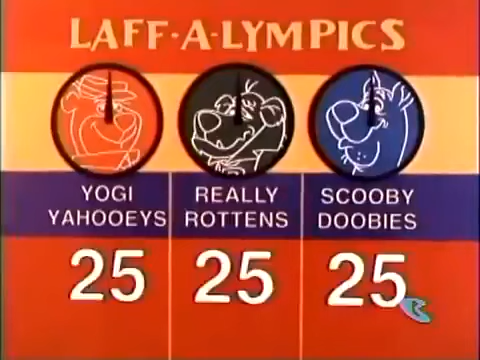 LAFF-A-LYMPICS
YOGI YAHOOEYS
REALLY ROTTENS
SCOOBY DOOBIES
25 25 25